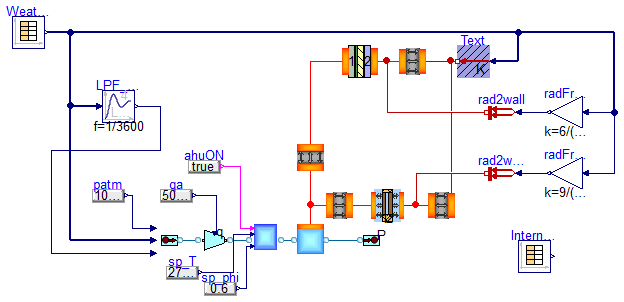 Weat...
Text
LPF_...
K
1 2
rad2wall
radFr...
f=1/3600
k=6/(...
ahuON
true
rad2w...
radFr...
patm
10...
qa
50...
k=9/(...
P
Intern...
sp_T
27...
sp_phi
0.6